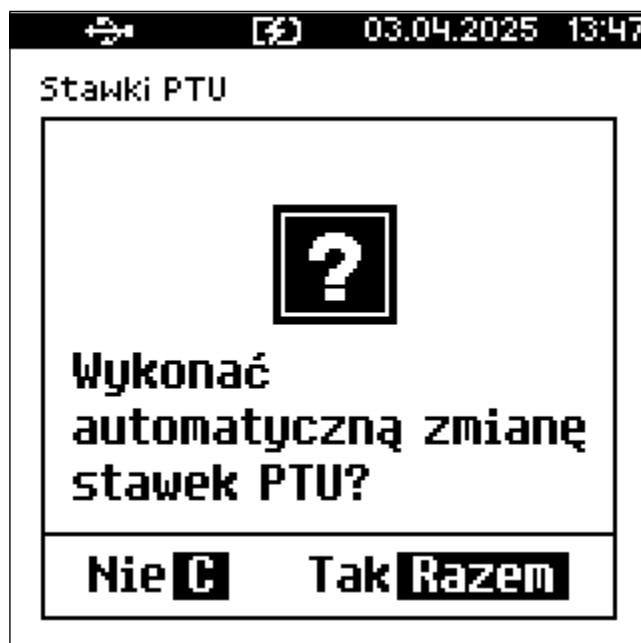 03.04.2025 13:47
Stawki PTU
?
Wykonać
automatyczną zmianę
stawek PTU?
Nie C Tak Razem